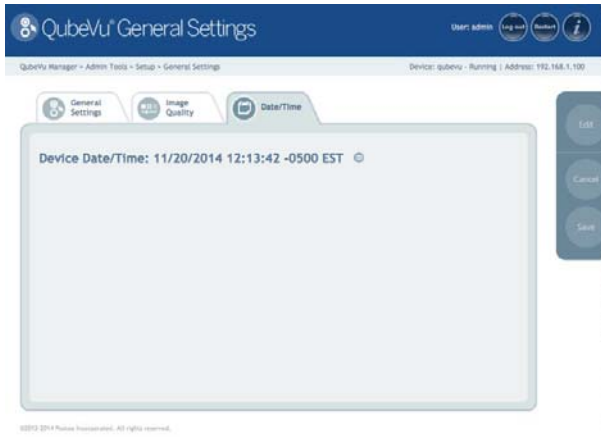 QubeVu® General Settings
User: admin
Log out
Restart
i
QubeVu Manager > Admin Tools > Setup > General Settings
Device: qubevu - Running | Address: 192.168.1.100
General
Settings
Image
Quality
Date/Time
Edit
Device Date/Time: 11/20/2014 12:13:42 -0500 EST
Cancel
Save
©2012-2014 Postea Incorporated. All rights reserved.